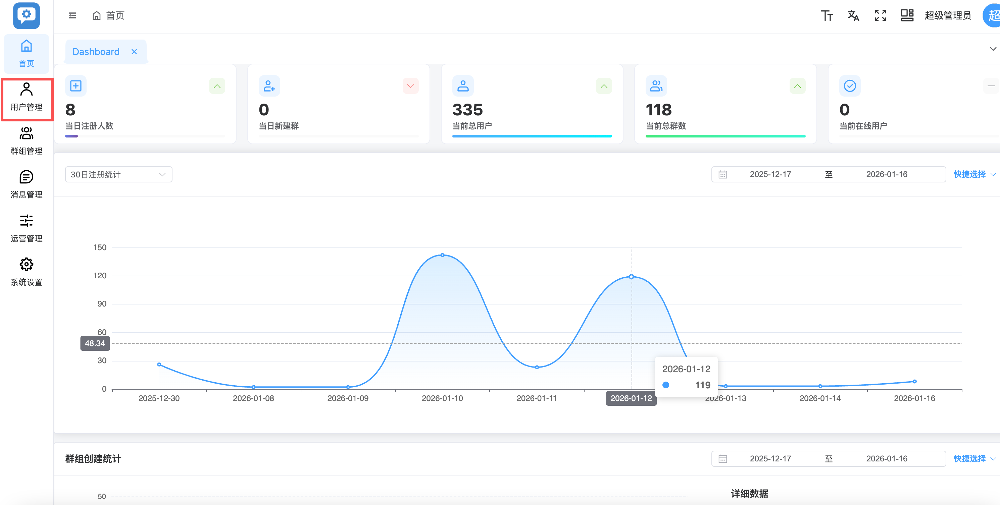 首页
超级管理员
超
首页
用户管理
群组管理
消息管理
运营管理
系统设置
Dashboard
8
当日注册人数
0
当日新建群
335
当前总用户
118
当前总群数
0
当前在线用户
30日注册统计
2025-12-17 至 2026-01-16
快捷选择
150
120
90
60
48.34
30
0
2026-01-12
119
2025-12-30
2026-01-08
2026-01-09
2026-01-10
2026-01-11
2026-01-12
2026-01-13
2026-01-14
2026-01-16
群组创建统计
2025-12-17 至 2026-01-16
快捷选择
50
详细数据